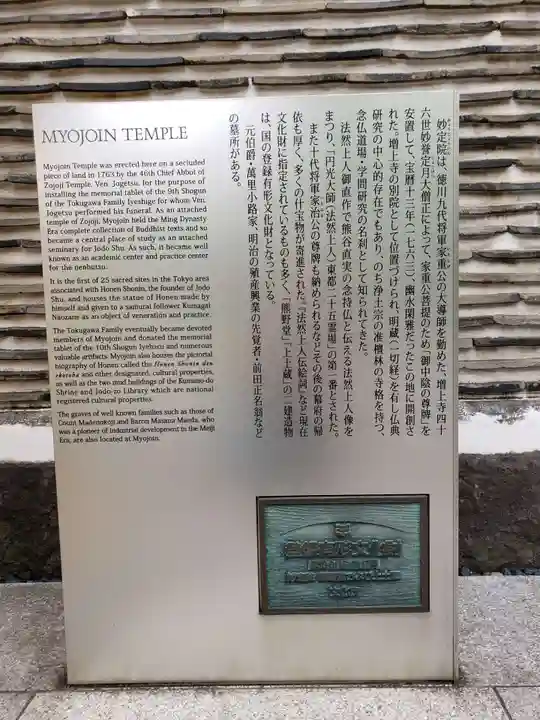 MYOJOIN TEMPLE
Myojoin Temple was erected here on a secluded
piece of land in 1763 by the 46th Chief Abbot of
Zojoji Temple, Ven. Jogetsu, for the purpose of
installing the memorial tablet of the 9th Shogun
of the Tokugawa Family Iyeshige for whom Ven.
Jogetsu performed his funeral. As an attached
temple of Zojoji, Myojoin held the Ming Dynasty
Era complete collection of Buddhist texts and so
became a central place of study as an attached
seminary for Jodo Shu. As such, it became well
known as an academic center and practice center
for the nenbutsu.
It is the first of 25 sacred sites in the Tokyo area
associated with Honen Shonin, the founder of Jodo
Shu, and houses the statue of Honen made by
himself and given to a samurai follower Kumagai
Naozane as an object of veneration and practice.
The Tokugawa Family eventually became devoted
members of Myojoin and donated the memorial
tablet of the 10th Shogun Iyeharu and numerous
valuable artifacts. Myojoin also houses the pictorial
biography of Honen called the Honen Shonin den
ekotoba and other designated, cultural properties,
as well as the two mud buildings of the Kumano-do
Shrine and Jodo-zo Library which are national
registered cultural properties.
The graves of well known families such as those of
Count Madenokoji and Baron Masana Maeda, who
was a pioneer of industrial development in the Meiji
Era, are also located at Myojoin.
妙定院は、徳川九代将軍家重公の大導師を勤めた、増上寺四十
六世妙誉定月大僧正によって、家重公菩提のため「御中陰の尊牌」を
安置して、宝暦十三年（一七六三）、幽水閑雅だったこの地に開創さ
れた。増上寺の別院として位置づけられ、明蔵（一切経）を有し仏典
研究の中心的存在でもあり、のち浄土宗の准檀林の寺格を持つ、
念仏道場・学問研究の名刹として知られてきた。
法然上人御直作で熊谷直実の念持仏と伝える法然上人像を
まつり、「円光大師（法然上人）東都二十五霊場」の第一番とされた。
また十代将軍家治公の尊牌も納められるなどその後の幕府の帰
依も厚く、多くの什宝物が寄進された。『法然上人伝絵詞』など現在
文化財に指定されているものも多く、「熊野堂」「上土蔵」の二建造物
は、国の登録有形文化財となっている。
元伯爵・萬里小路家、明治の殖産興業の先覚者・前田正名翁など
の墓所がある。
登録有形文化財